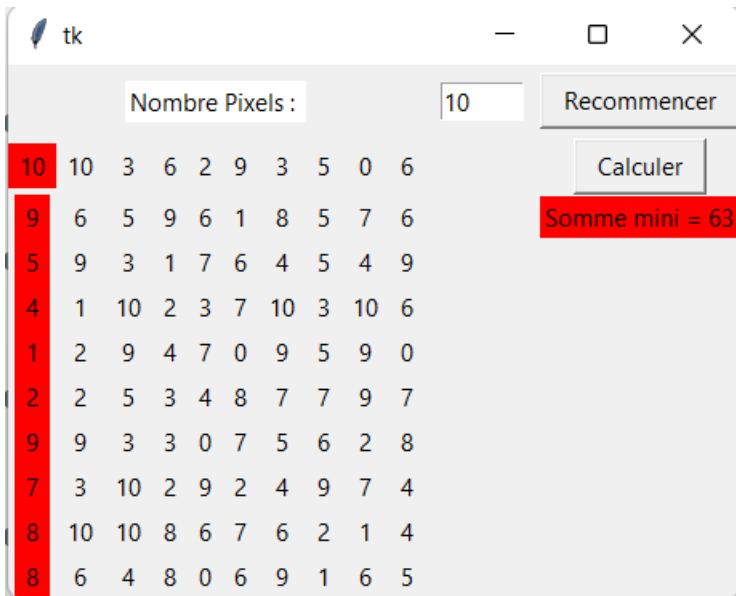 tk
Nombre Pixels : 10 Recommencer
10 10 3 6 2 9 3 5 0 6 Calculer
9 6 5 9 6 1 8 5 7 6 Somme mini = 63
5 9 3 1 7 6 4 5 4 9
4 1 10 2 3 7 10 3 10 6
1 2 9 4 7 0 9 5 9 0
2 2 5 3 4 8 7 7 9 7
9 9 3 3 0 7 5 6 2 8
7 3 10 2 9 2 4 9 7 4
8 10 10 8 6 7 6 2 1 4
8 6 4 8 0 6 9 1 6 5